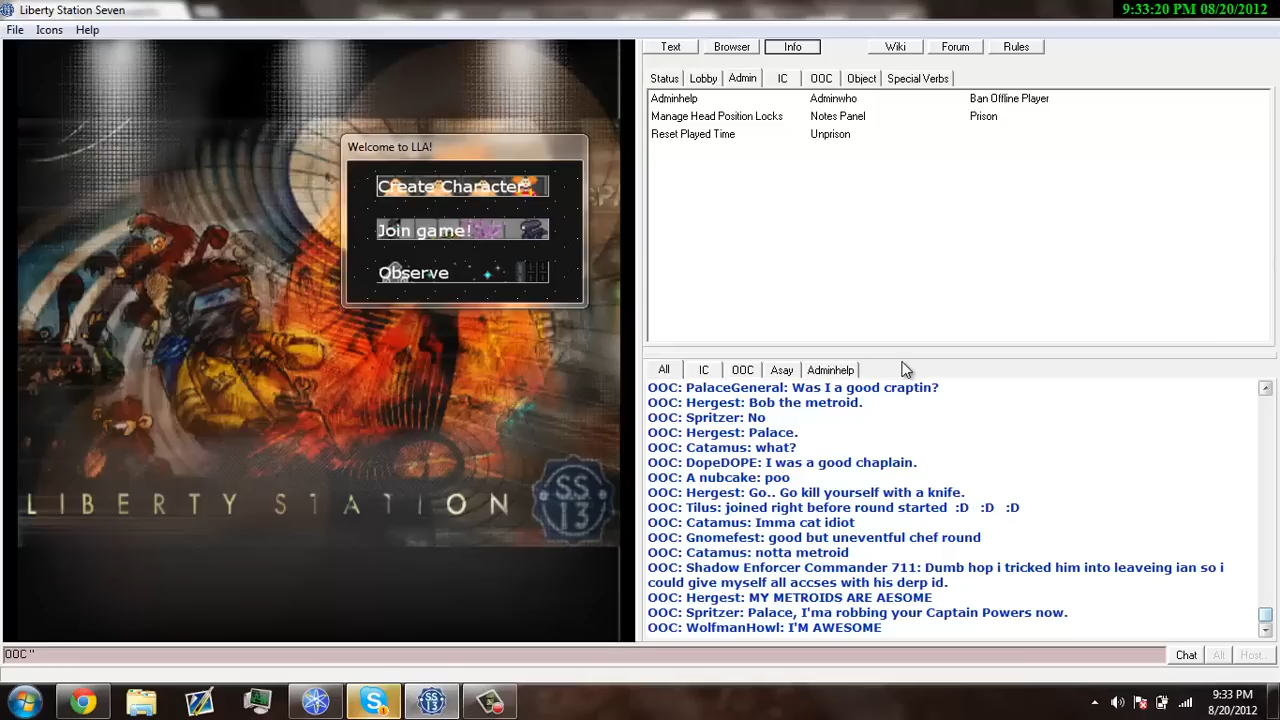 Liberty Station Seven
9:33:20 PM 08/20/2012
File Icons Help
Text Browser Info Wiki Forum Rules
Status Lobby Admin IC OOC Object Special Verbs
Adminhelp Adminwho Ban Offline Player
Manage Head Position Locks Notes Panel Prison
Reset Played Time Unprison
Welcome to LLA!
Create Character
Join game!
Observe
LIBERTY STATION
SS
13
All IC OOC Asay Adminhelp
OOC: PalaceGeneral: Was I a good craptin?
OOC: Hergest: Bob the metroid.
OOC: Spritzer: No
OOC: Hergest: Palace.
OOC: Catamus: what?
OOC: DopeDOPE: I was a good chaplain.
OOC: A nubcake: poo
OOC: Hergest: Go.. Go kill yourself with a knife.
OOC: Tilus: joined right before round started :D :D :D
OOC: Catamus: Imma cat idiot
OOC: Gnomefest: good but uneventful chef round
OOC: Catamus: notta metroid
OOC: Shadow Enforcer Commander 711: Dumb hop i tricked him into leaveing ian so i
could give myself all accses with his derp id.
OOC: Hergest: MY METROIDS ARE AESOME
OOC: Spritzer: Palace, I'ma robbing your Captain Powers now.
OOC: WolfmanHowl: I'M AWESOME
OOC "
Chat Alt Host..
SS
13
9:33 PM
8/20/2012